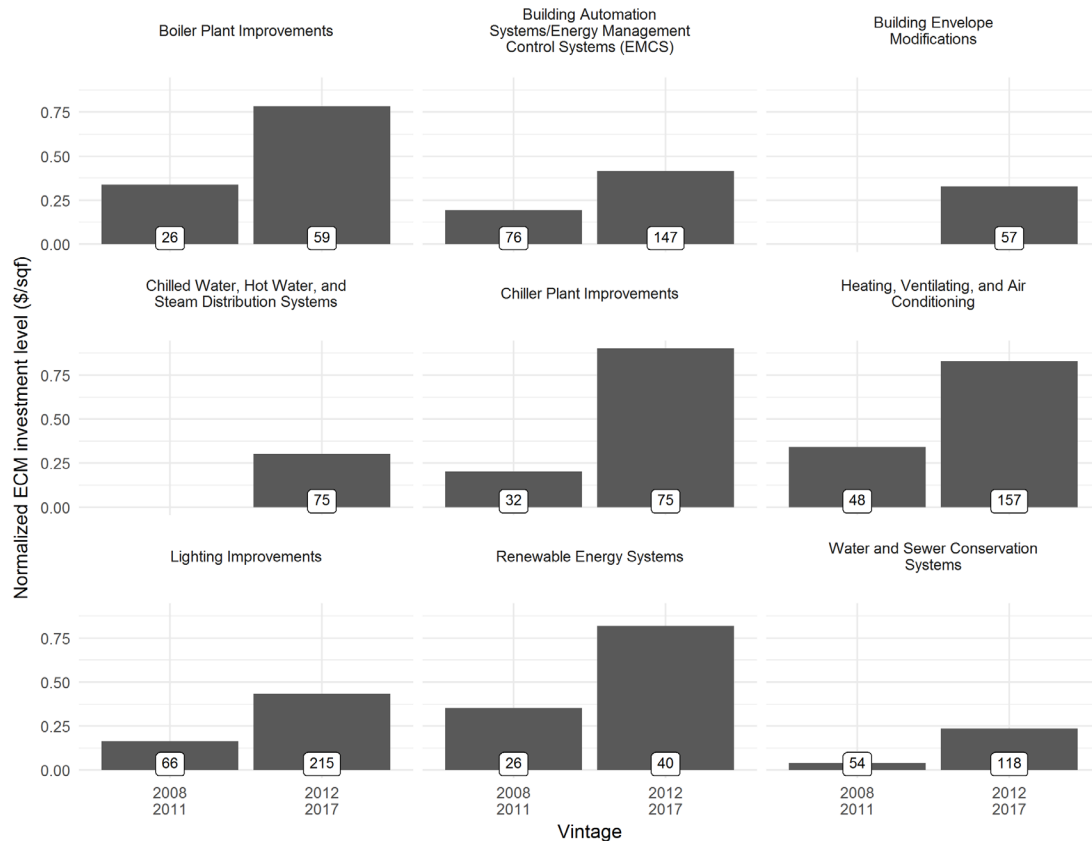 Boiler Plant Improvements
Building Automation
Systems/Energy Management
Control Systems (EMCS)
Building Envelope
Modifications
0.75
0.50
0.25
0.00
26
59
76
147
57
Chilled Water, Hot Water, and
Steam Distribution Systems
Chiller Plant Improvements
Heating, Ventilating, and Air
Conditioning
0.75
0.50
0.25
0.00
75
32
75
48
157
Normalized ECM investment level ($/sqf)
Lighting Improvements
Renewable Energy Systems
Water and Sewer Conservation
Systems
0.75
0.50
0.25
0.00
66
215
26
40
54
118
2008
2011
2012
2017
2008
2011
2012
2017
2008
2011
2012
2017
Vintage